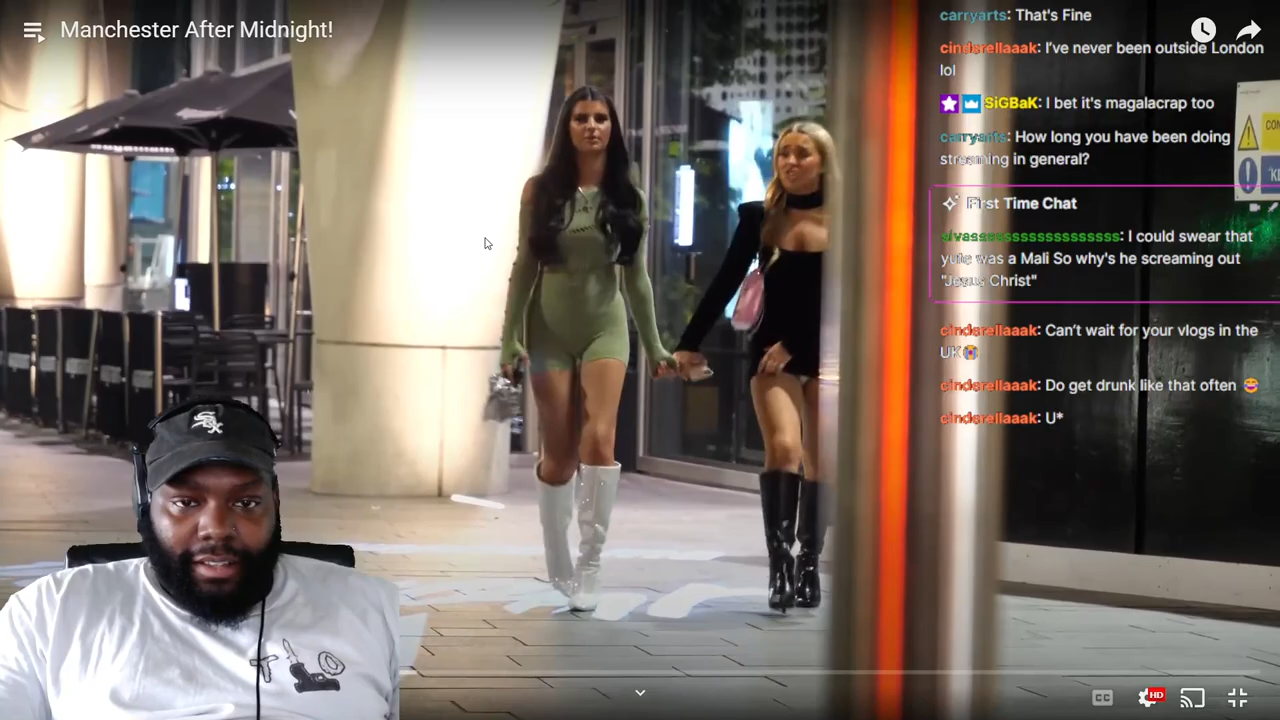 Manchester After Midnight!
carryarts: That's Fine
cinderellaaak: I've never been outside London
lol
SiGBaK: I bet it's magalacrap too
carryarts: How long you have been doing
streaming in general?
First Time Chat
I could swear that
yute was a Mali So why's he screaming out
"Jesus Christ"
cinderellaaak: Can't wait for your vlogs in the
UK😭
cinderellaaak: Do get drunk like that often
cinderellaaak: U*
CC
HD